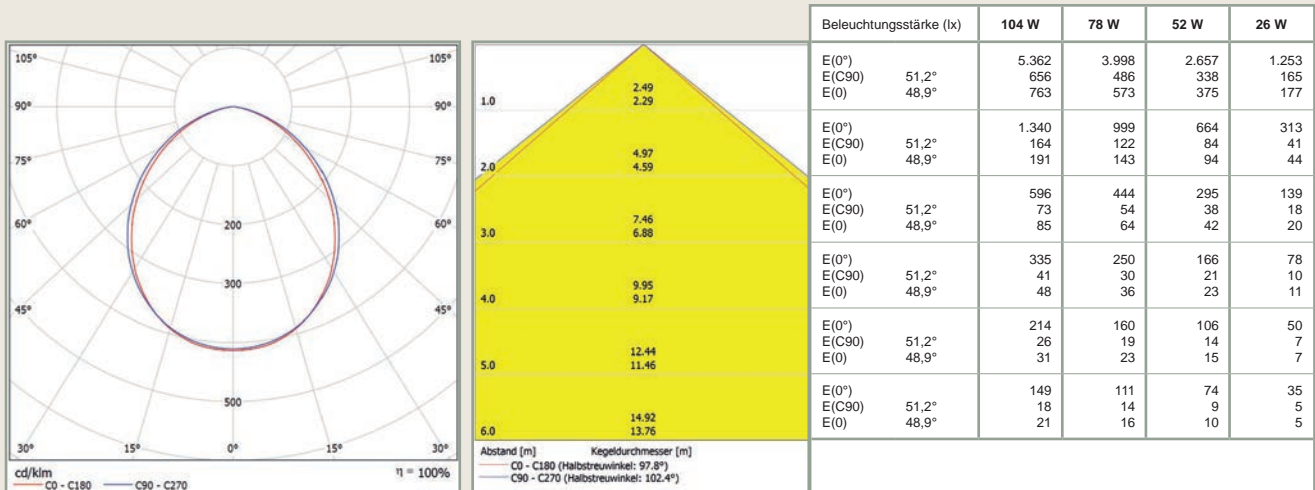 105° 105°
90° 90°
75° 75°
60° 60°
45° 45°
200
300
500
30° 15° 0° 15° 30°
cd/klm η = 100%
C0 - C180 C90 - C270
2.49
1.0 2.29
4.97
2.0 4.59
7.46
3.0 6.88
9.95
4.0 9.17
12.44
5.0 11.46
14.92
6.0 13.76
Abstand [m] Kegeldurchmesser [m]
C0 - C180 (Halbstreuwinkel: 97.8°)
C90 - C270 (Halbstreuwinkel: 102.4°)
Beleuchtungsstärke (lx) 104 W 78 W 52 W 26 W
E(0°) 5.362 3.998 2.657 1.253
E(C90) 51,2° 656 486 338 165
E(0) 48,9° 763 573 375 177
E(0°) 1.340 999 664 313
E(C90) 51,2° 164 122 84 41
E(0) 48,9° 191 143 94 44
E(0°) 596 444 295 139
E(C90) 51,2° 73 54 38 18
E(0) 48,9° 85 64 42 20
E(0°) 335 250 166 78
E(C90) 51,2° 41 30 21 10
E(0) 48,9° 48 36 23 11
E(0°) 214 160 106 50
E(C90) 51,2° 26 19 14 7
E(0) 48,9° 31 23 15 7
E(0°) 149 111 74 35
E(C90) 51,2° 18 14 9 5
E(0) 48,9° 21 16 10 5